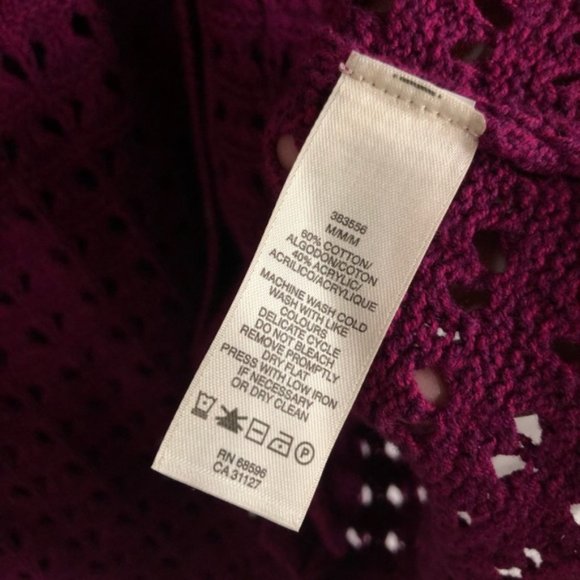 383556
M/M/M
60% COTTON/
ALGODON/COTON
40% ACRYLIC/
ACRILICO/ACRYLIQUE
MACHINE WASH COLD
WASH WITH LIKE
COLOURS
DELICATE CYCLE
DO NOT BLEACH
REMOVE PROMPTLY
DRY FLAT
PRESS WITH LOW IRON
IF NECESSARY
OR DRY CLEAN
P
RN 68596
CA 31127